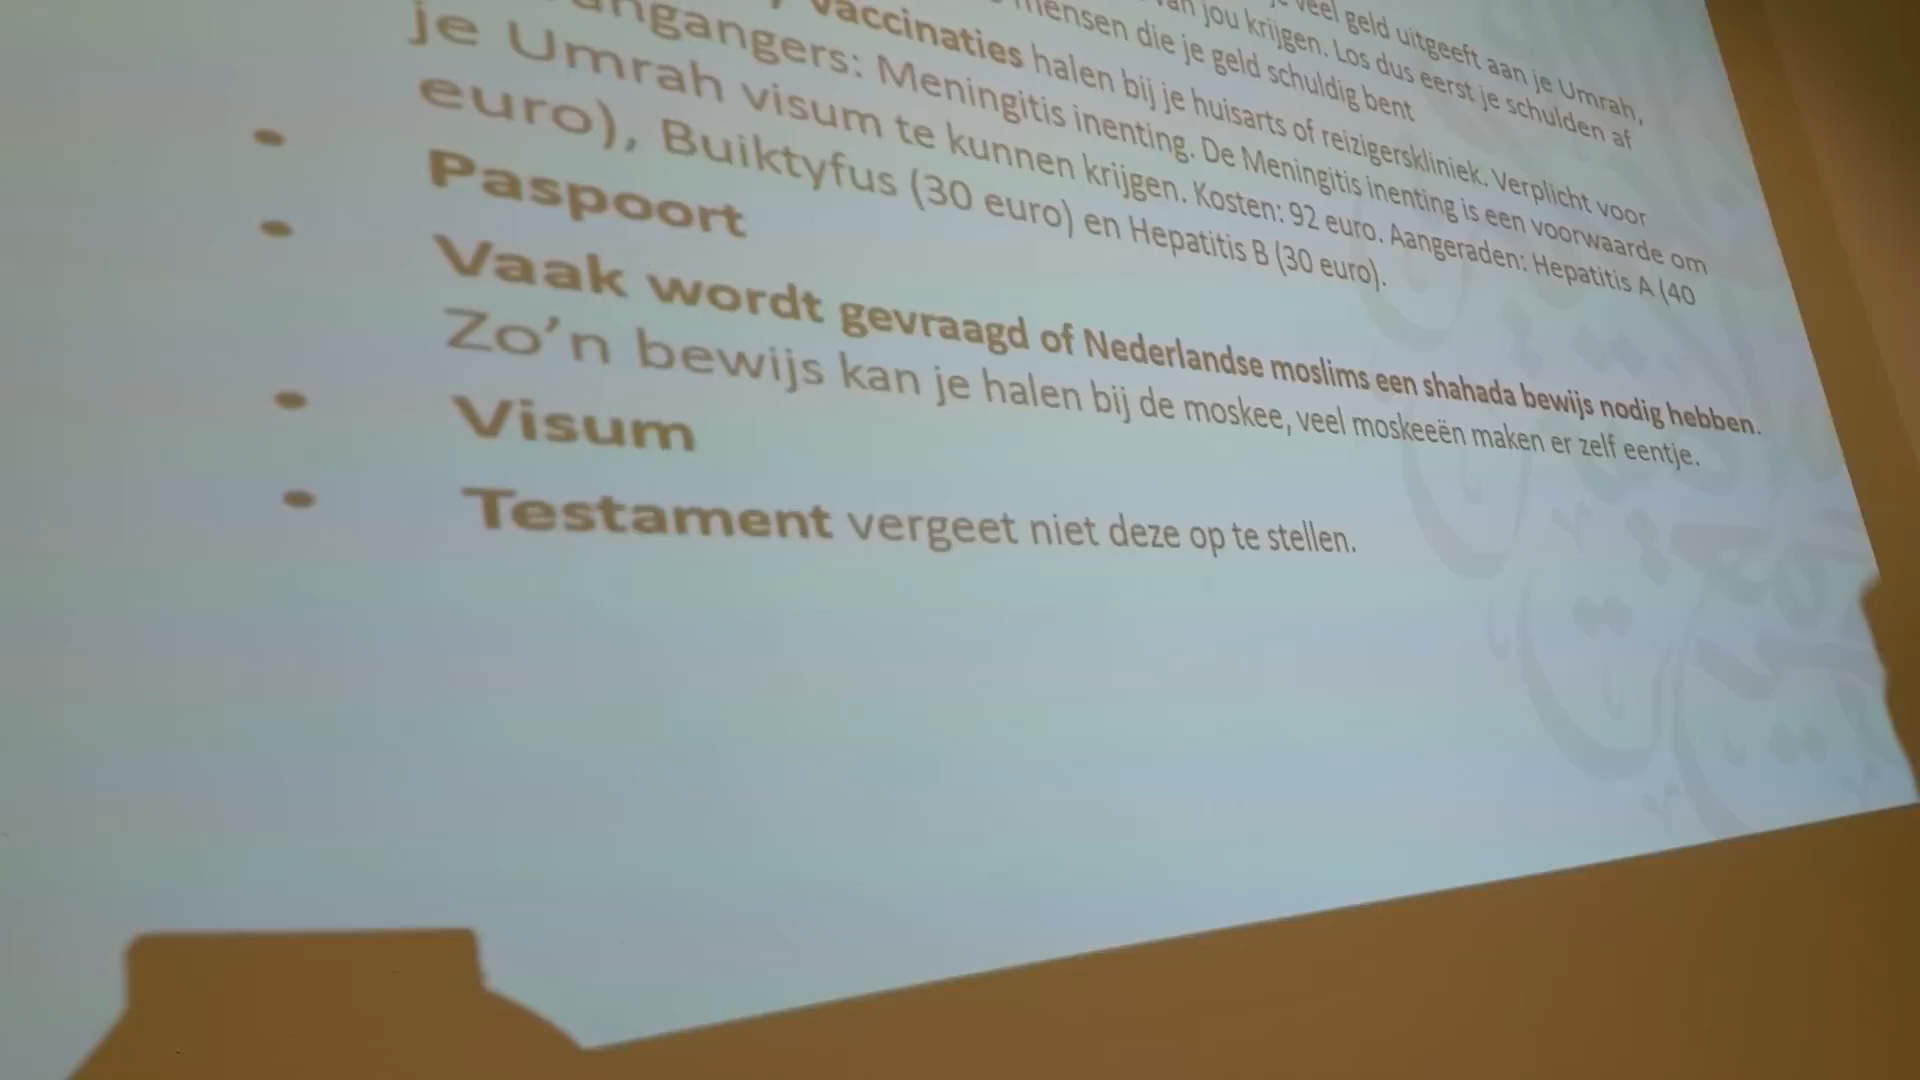 veel geld uitgeeft aan je Umrah,
van jou krijgen. Los dus eerst je schulden af
mensen die je geld schuldig bent
vaccinaties halen bij je huisarts of reizigerskliniek. Verplicht voor
gangers: Meningitis inenting. De Meningitis inenting is een voorwaarde om
je Umrah visum te kunnen krijgen. Kosten: 92 euro. Aangeraden: Hepatitis A (40
euro), Buiktyfus (30 euro) en Hepatitis B (30 euro).
• Paspoort
• Vaak wordt gevraagd of Nederlandse moslims een shahada bewijs nodig hebben.
Zo'n bewijs kan je halen bij de moskee, veel moskeeën maken er zelf eentje.
• Visum
• Testament vergeet niet deze op te stellen.